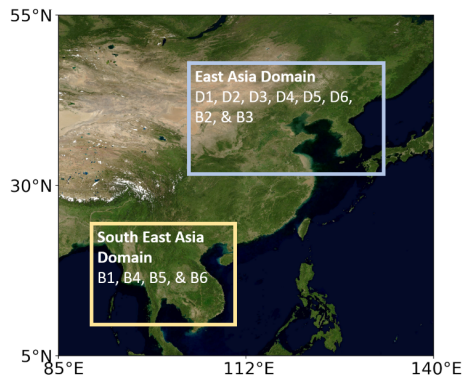 55°N
East Asia Domain
D1, D2, D3, D4, D5, D6,
B2, & B3
30°N
South East Asia
Domain
B1, B4, B5, & B6
5°N
85°E
112°E
140°E